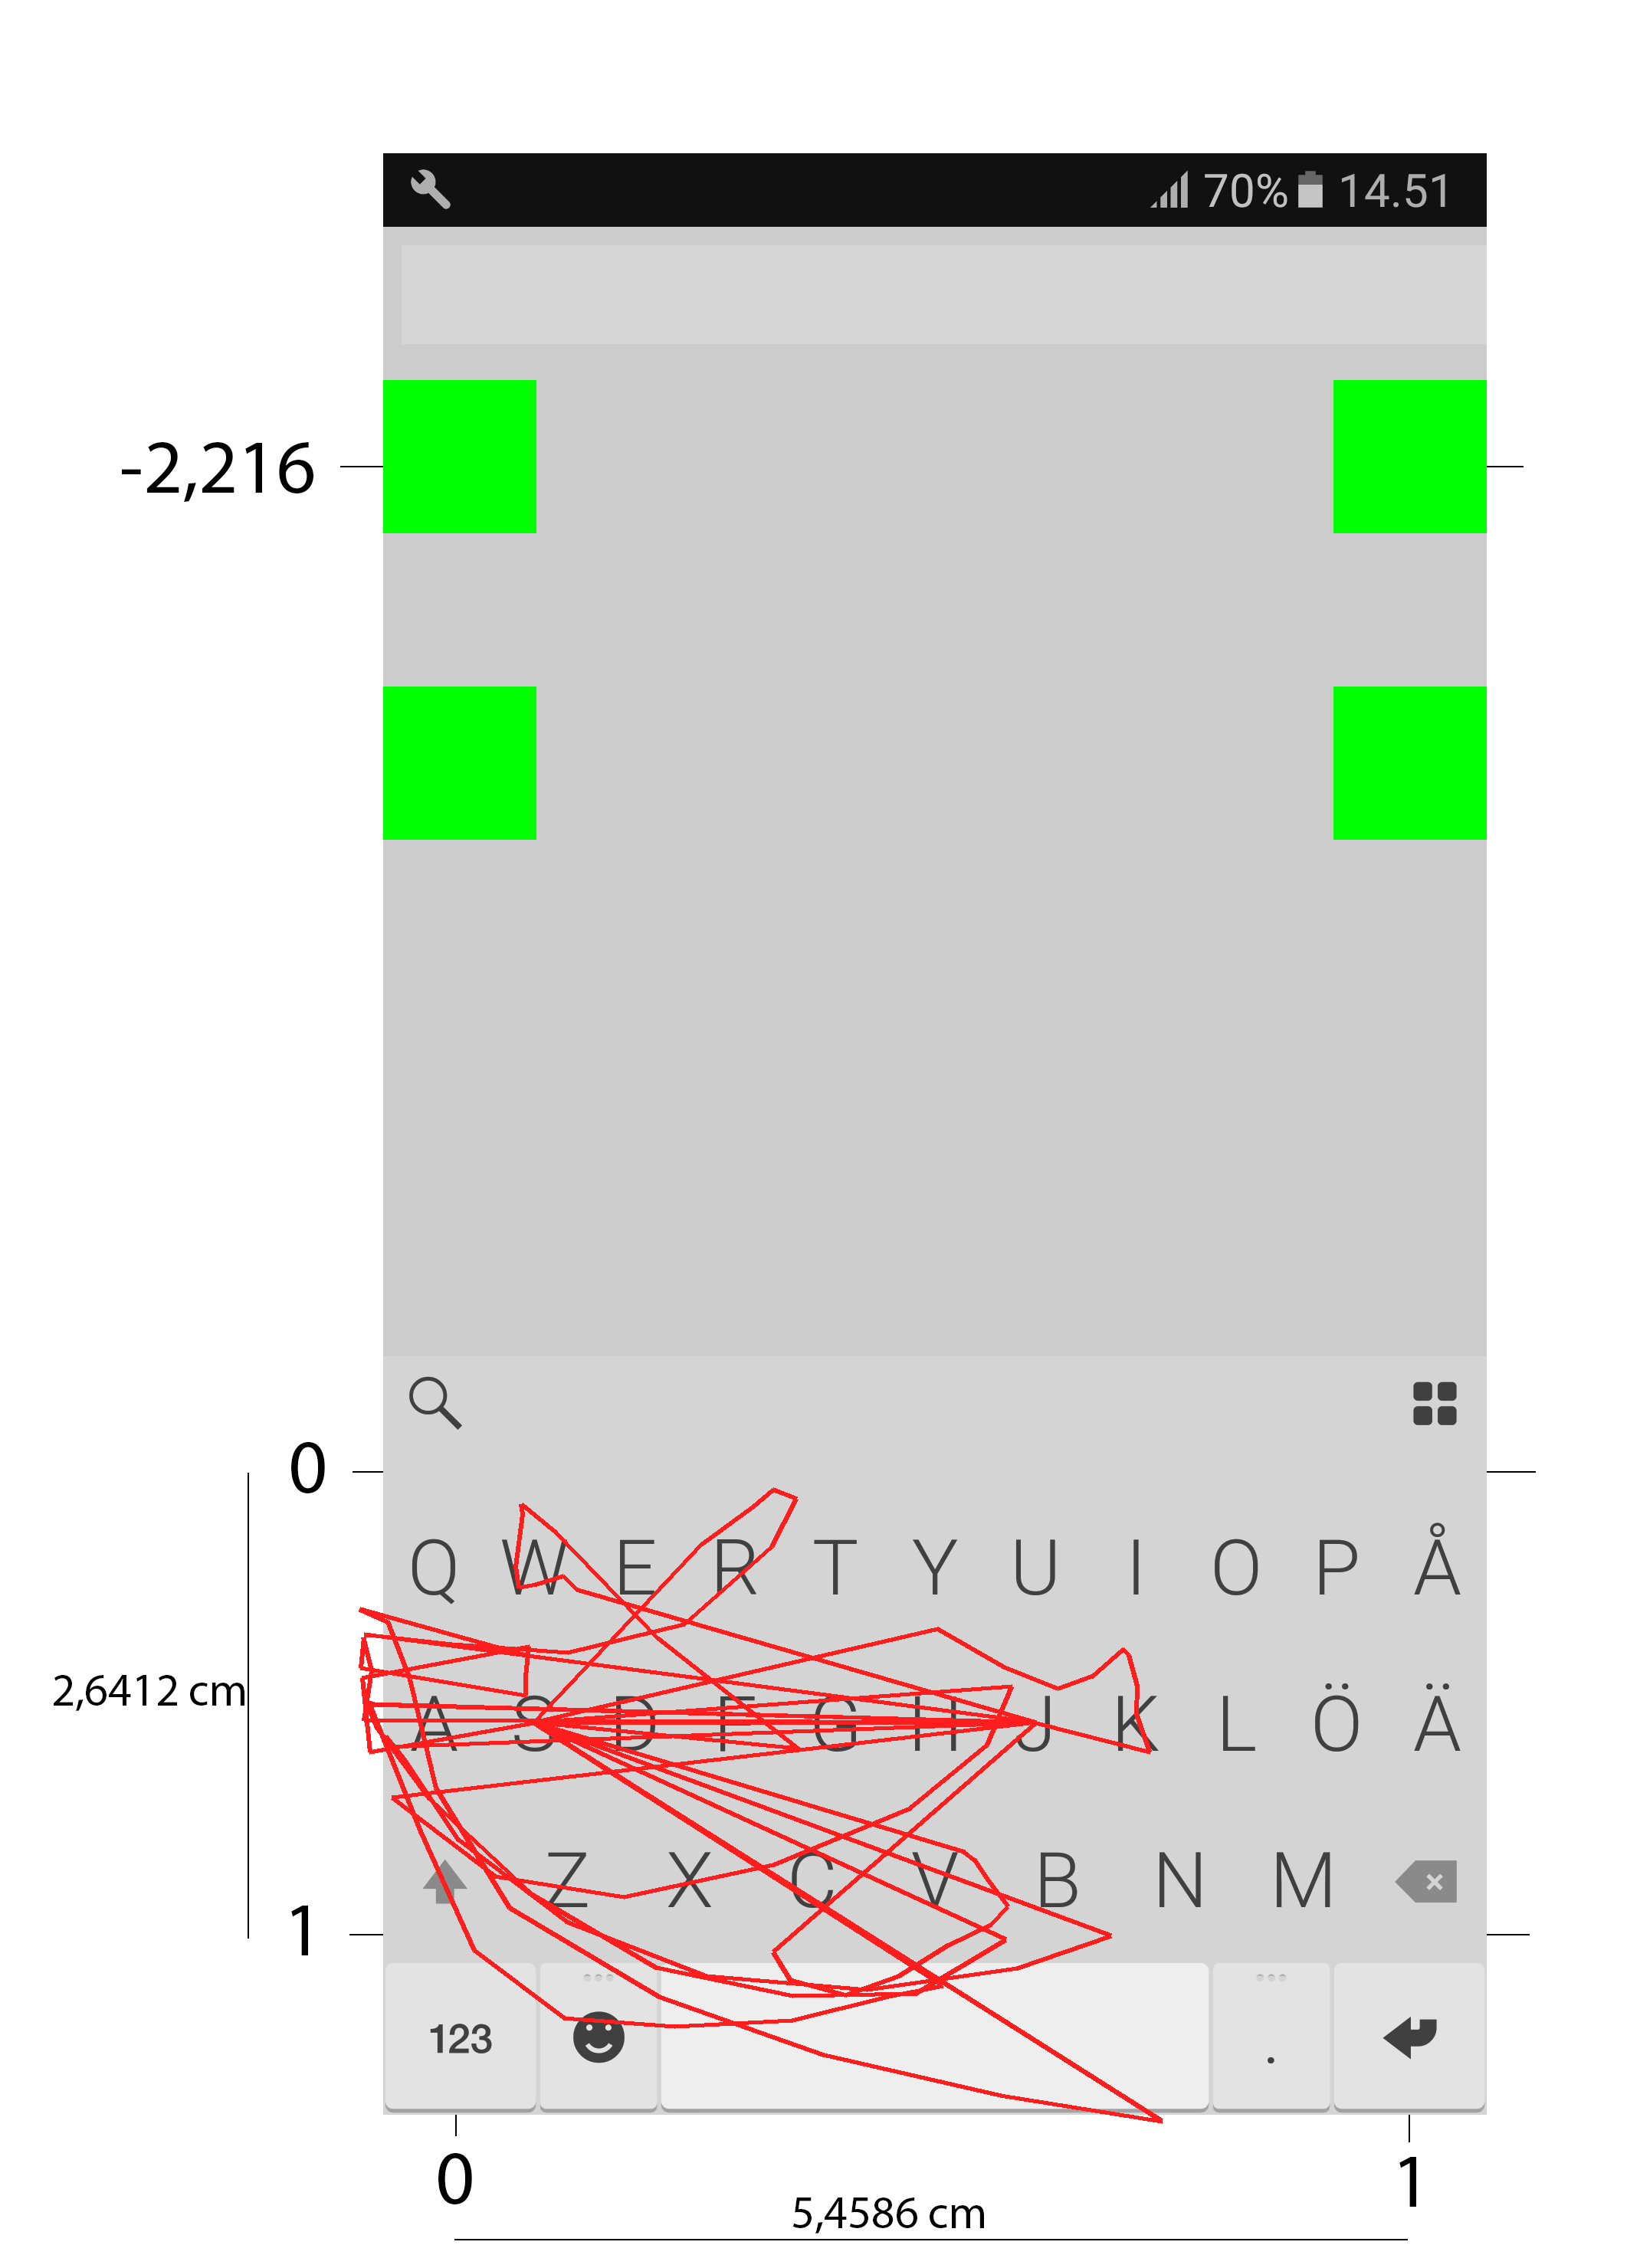 70% 14.51
-2,216
0
Q W E R T Y U I O P Å
2,6412 cm
A S D F G H J K L Ö Ä
Z X C V B N M
1
123 .
0 1
5,4586 cm